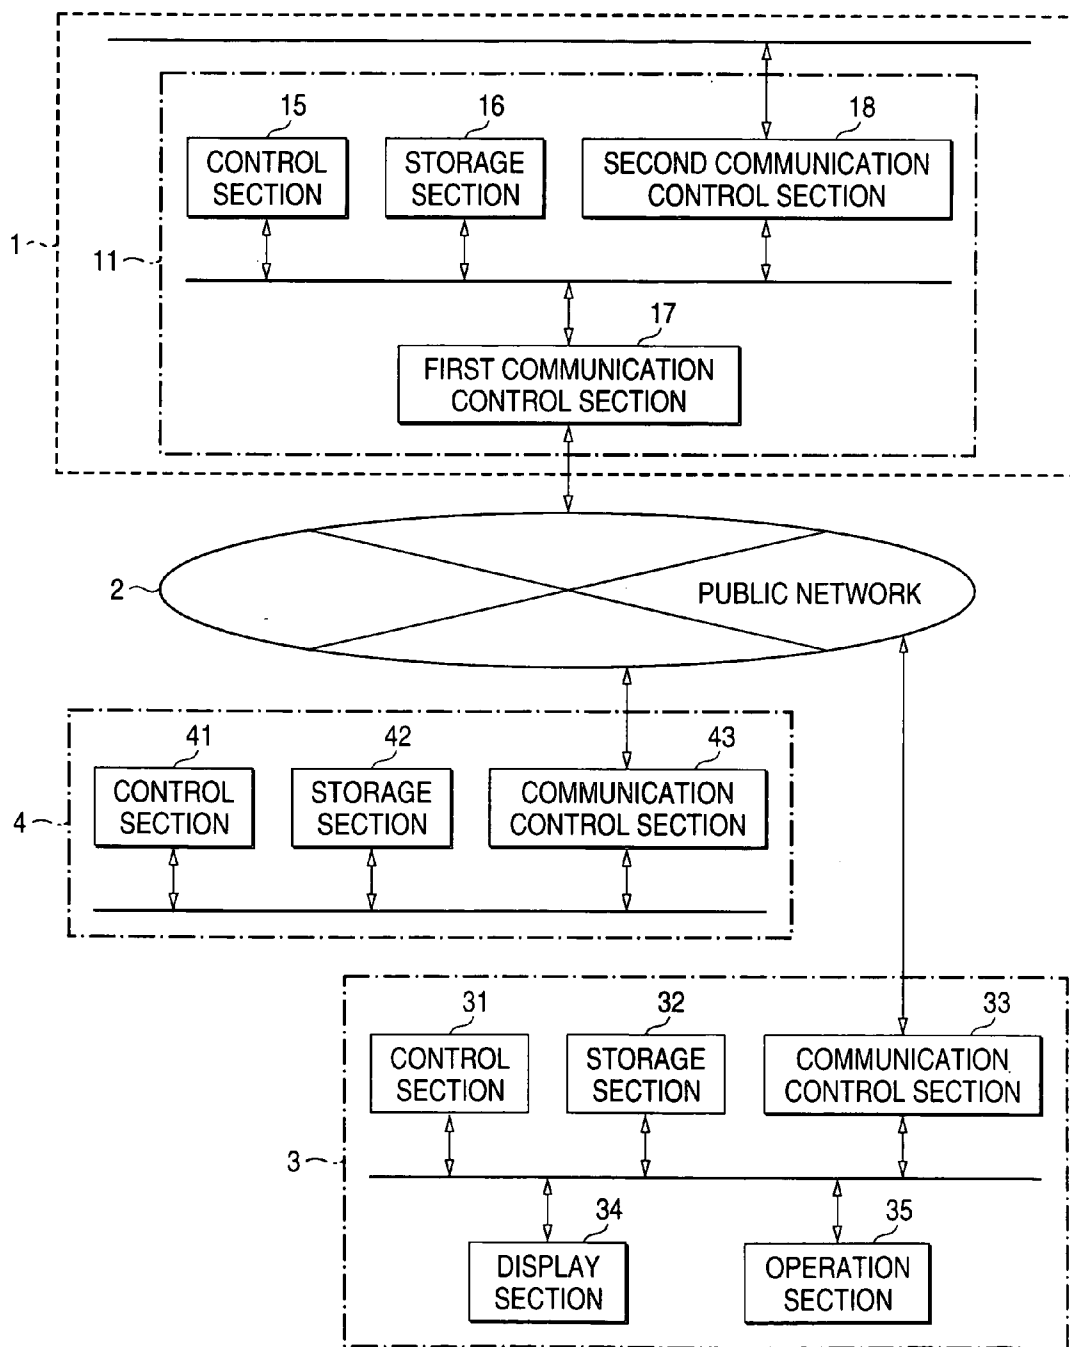 15
16
18
CONTROL
SECTION
STORAGE
SECTION
SECOND COMMUNICATION
CONTROL SECTION
1
11
17
FIRST COMMUNICATION
CONTROL SECTION
2
PUBLIC NETWORK
41
42
43
CONTROL
SECTION
STORAGE
SECTION
COMMUNICATION
CONTROL SECTION
4
31
32
33
CONTROL
SECTION
STORAGE
SECTION
COMMUNICATION
CONTROL SECTION
3
34
35
DISPLAY
SECTION
OPERATION
SECTION